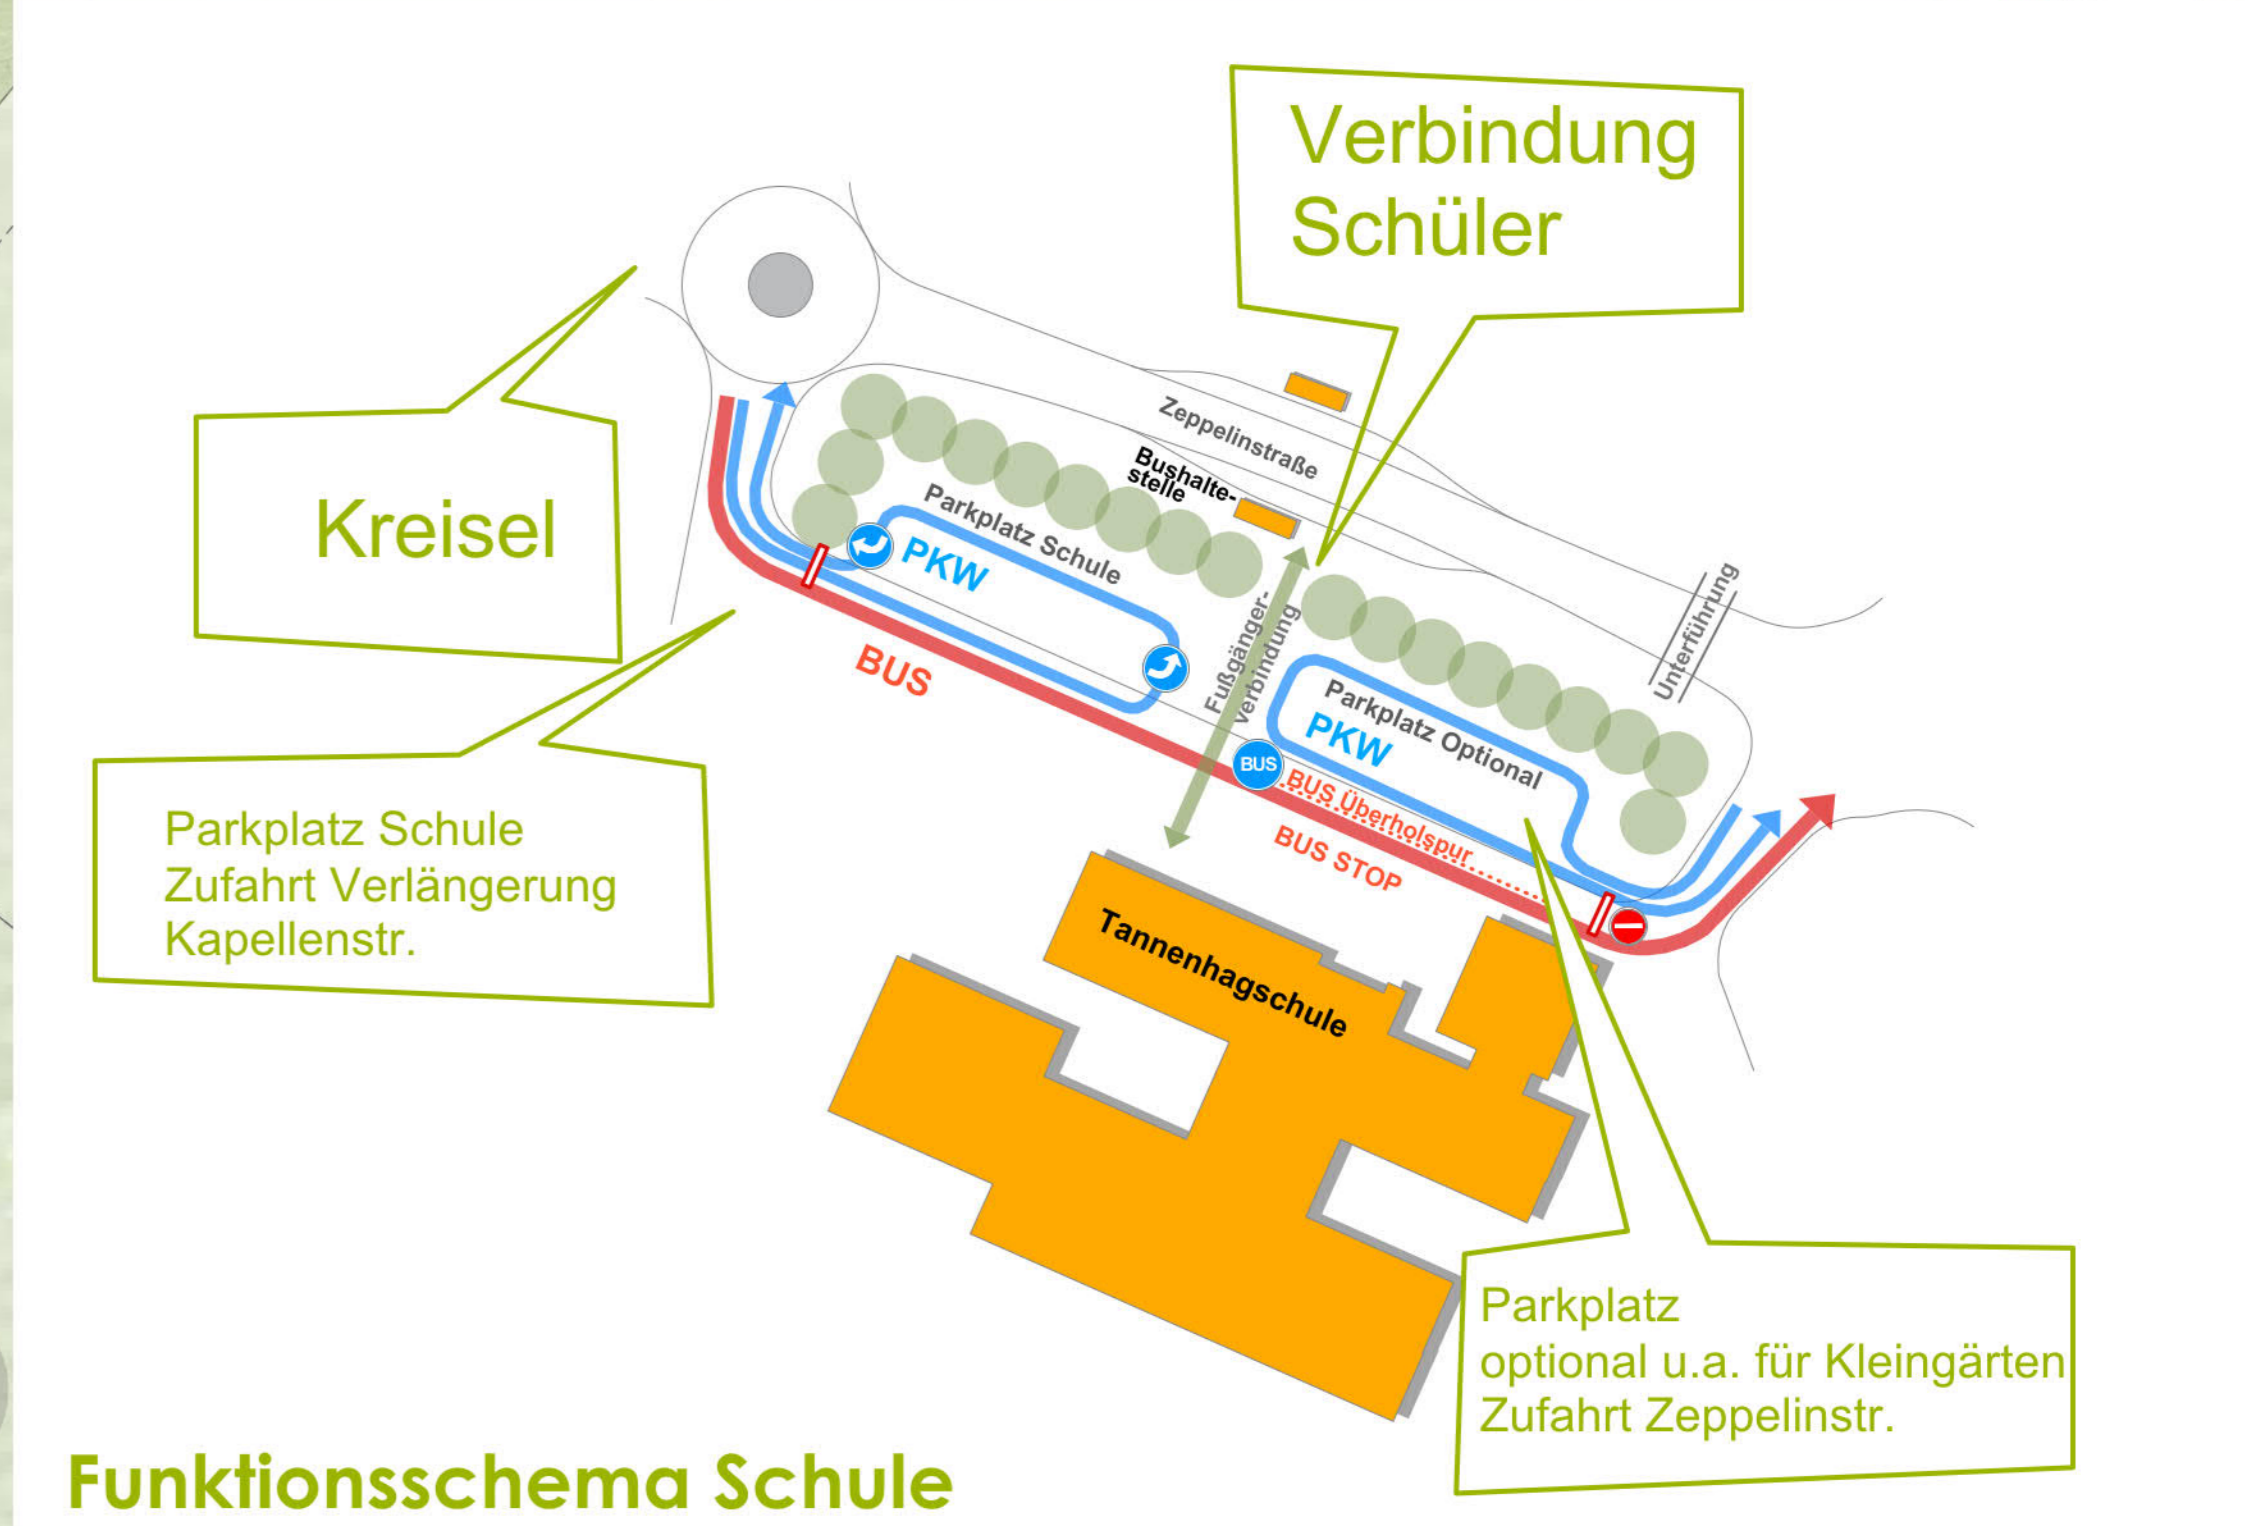 Verbindung
Schüler
Kreisel
Zeppelinstraße
Bushalte-
stelle
Parkplatz Schule
PKW
Fußgänger-
verbindung
Unterführung
BUS
Parkplatz Optional
PKW
BUS
BUS Überholspur
BUS STOP
Parkplatz Schule
Zufahrt Verlängerung
Kapellenstr.
Tannenhagschule
Parkplatz
optional u.a. für Kleingärten
Zufahrt Zeppelinstr.
Funktionsschema Schule